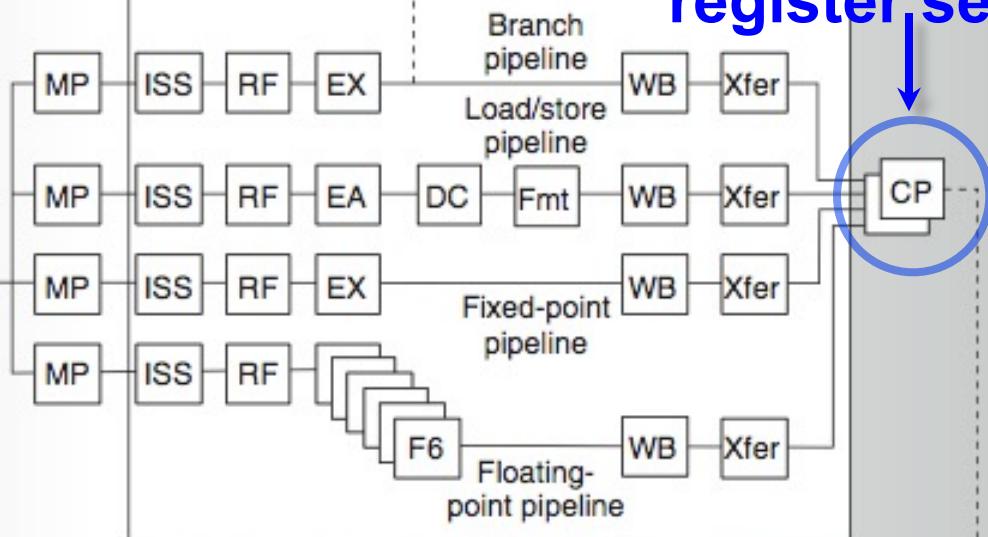 register se
Branch
pipeline
MP ISS RF EX WB Xfer
Load/store
pipeline
MP ISS RF EA DC Fmt WB Xfer CP
MP ISS RF EX WB Xfer
Fixed-point
pipeline
MP ISS RF
F6 WB Xfer
Floating-
point pipeline